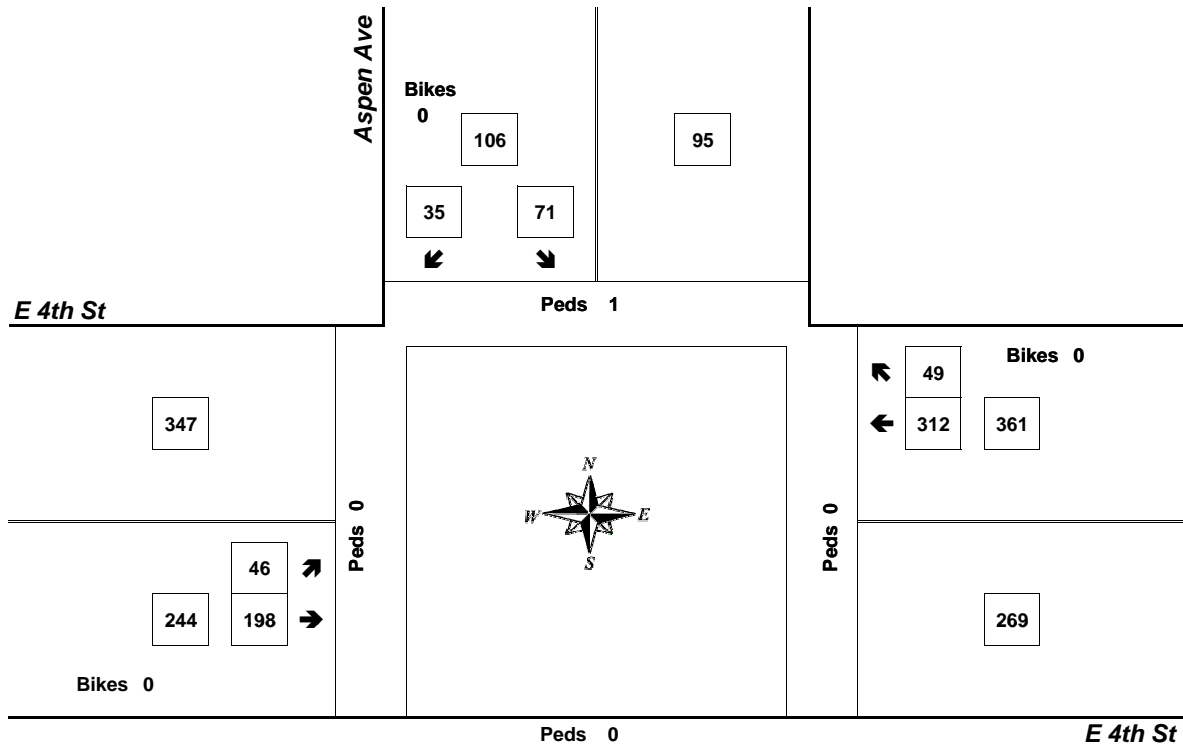 Aspen Ave
Bikes
0
106
95
35
71
E 4th St
Peds 1
Bikes 0
49
347
312
361
N
W
E
S
Peds 0
Peds 0
46
244
198
269
Bikes 0
Peds 0
E 4th St